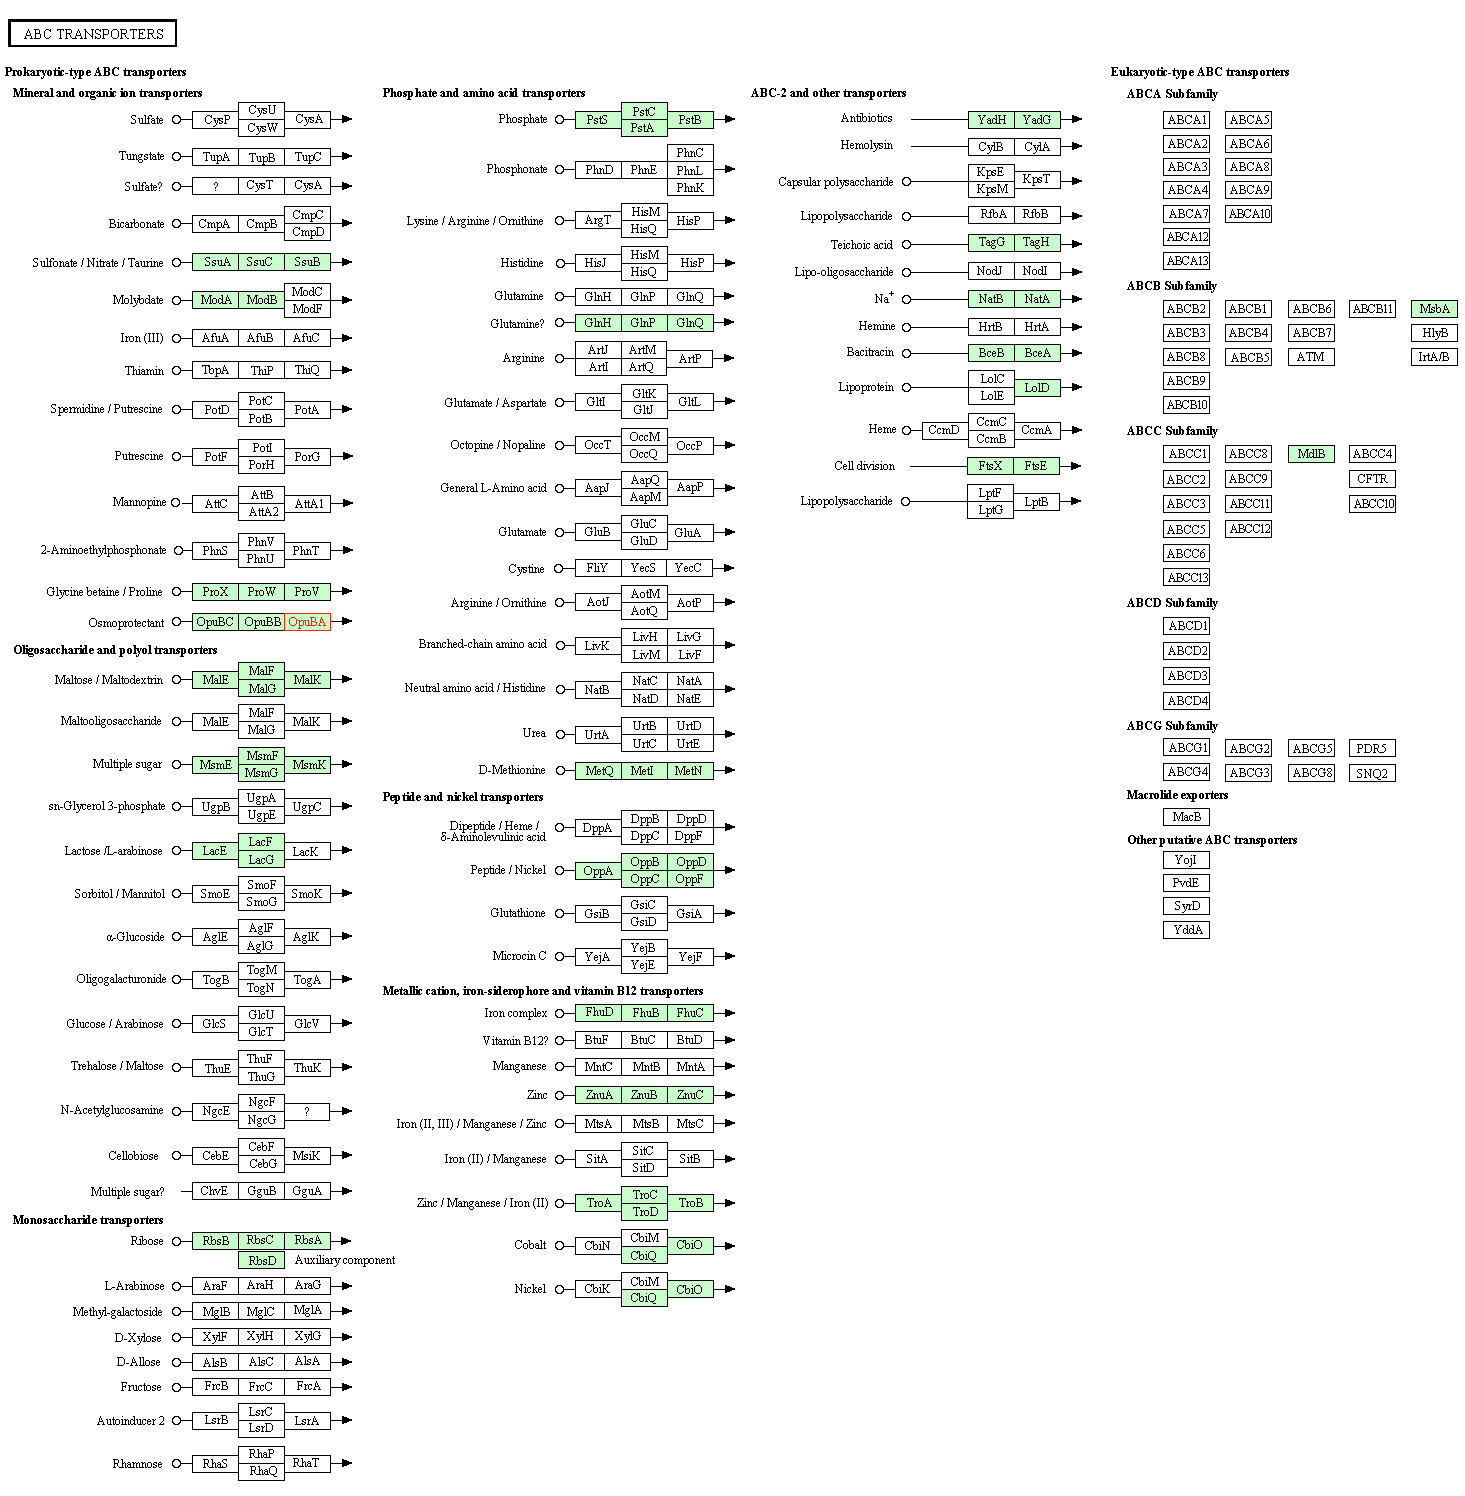 ABC TRANSPORTERS
Prokaryotic-type ABC transporters
Mineral and organic ion transporters
Sulfate CysP CysU CysW CysA
Tungstate TupA TupB TupC
Sulfate? ? CysT CysA
Bicarbonate CmpA CmpB CmpC CmpD
Sulfonate / Nitrate / Taurine SsuA SsuC SsuB
Molybdate ModA ModB ModC ModF
Iron (III) AfuA AfuB AfuC
Thiamin TbpA ThiP ThiQ
Spermidine / Putrescine PotD PotC PotB PotA
Putrescine PotF PotI PotH PotG
Mannopine AttC AttB AttA2 AttA1
2-Aminoethylphosphonate PhnS PhnV PhnU PhnT
Glycine betaine / Proline ProX ProW ProV
Osmoprotectant OpuBC OpuBB OpuBA
Oligosaccharide and polyol transporters
Maltose / Maltodextrin MalE MalF MalG MalK
Maltooligosaccharide MalE MalF MalG MalK
Multiple sugar MsmE MsmF MsmG MsmK
sn-Glycerol 3-phosphate UgpB UgpA UgpE UgpC
Lactose /L-arabinose LacE LacF LacG LacK
Sorbitol / Mannitol SmoE SmoF SmoG SmoK
α-Glucoside AglE AglF AglG AglK
Oligogalacturonide TogB TogM TogN TogA
Glucose / Arabinose GlcS GlcU GlcT GlcV
Trehalose / Maltose ThuE ThuF ThuG ThuK
N-Acetylglucosamine NgcE NgcF NgcG ?
Cellobiose CebE CebF CebG MsiK
Multiple sugar? ChvE GguB GguA
Monosaccharide transporters
Ribose RbsB RbsC RbsA
RbsD Auxiliary component
L-Arabinose AraF AraH AraG
Methyl-galactoside MglB MglC MglA
D-Xylose XylF XylH XylG
D-Allose AlsB AlsC AlsA
Fructose FrcB FrcC FrcA
Autoinducer 2 LsrB LsrC LsrD LsrA
Rhamnose RhaS RhaP RhaQ RhaT
Phosphate and amino acid transporters
Phosphate PstS PstC PstA PstB
Phosphonate PhnD PhnE PhnC PhnL PhnK
Lysine / Arginine / Ornithine ArgT HisM HisQ HisP
Histidine HisJ HisM HisQ HisP
Glutamine GlnH GlnP GlnQ
Glutamine? GlnH GlnP GlnQ
Arginine ArtJ ArtI ArtM ArtQ ArtP
Glutamate / Aspartate GltI GltK GltJ GltL
Octopine / Nopaline OccT OccM OccQ OccP
General L-Amino acid AapJ AapQ AapM AapP
Glutamate GluB GluC GluD GluA
Cystine FliY YecS YecC
Arginine / Ornithine AotJ AotM AotQ AotP
Branched-chain amino acid LivK LivH LivM LivG LivF
Neutral amino acid / Histidine NatB NatC NatD NatA NatE
Urea UrtA UrtB UrtC UrtD UrtE
D-Methionine MetQ MetI MetN
Peptide and nickel transporters
Dipeptide / Heme /
δ-Aminolevulinic acid DppA DppB DppC DppD DppF
Peptide / Nickel OppA OppB OppC OppD OppF
Glutathione GsiB GsiC GsiD GsiA
Microcin C YejA YejB YejE YejF
Metallic cation, iron-siderophore and vitamin B12 transporters
Iron complex FhuD FhuB FhuC
Vitamin B12? BtuF BtuC BtuD
Manganese MntC MntB MntA
Zinc ZnuA ZnuB ZnuC
Iron (II, III) / Manganese / Zinc MtsA MtsB MtsC
Iron (II) / Manganese SitA SitC SitD SitB
Zinc / Manganese / Iron (II) TroA TroC TroD TroB
Cobalt CbiN CbiM CbiQ CbiO
Nickel CbiK CbiM CbiQ CbiO
ABC-2 and other transporters
Antibiotics YadH YadG
Hemolysin CylB CylA
Capsular polysaccharide KpsE KpsM KpsT
Lipopolysaccharide RfbA RfbB
Teichoic acid TagG TagH
Lipo-oligosaccharide NodJ NodI
Na+ NatB NatA
Hemine HrtB HrtA
Bacitracin BceB BceA
Lipoprotein LolC LolE LolD
Heme CcmD CcmC CcmB CcmA
Cell division FtsX FtsE
Lipopolysaccharide LptF LptG LptB
Eukaryotic-type ABC transporters
ABCA Subfamily
ABCA1 ABCA5
ABCA2 ABCA6
ABCA3 ABCA8
ABCA4 ABCA9
ABCA7 ABCA10
ABCA12
ABCA13
ABCB Subfamily
ABCB2 ABCB1 ABCB6 ABCB11 MsbA
ABCB3 ABCB4 ABCB7 HlyB
ABCB8 ABCB5 ATM IrtA/B
ABCB9
ABCB10
ABCC Subfamily
ABCC1 ABCC8 MdlB ABCC4
ABCC2 ABCC9 CFTR
ABCC3 ABCC11 ABCC10
ABCC5 ABCC12
ABCC6
ABCC13
ABCD Subfamily
ABCD1
ABCD2
ABCD3
ABCD4
ABCG Subfamily
ABCG1 ABCG2 ABCG5 PDR5
ABCG4 ABCG3 ABCG8 SNQ2
Macrolide exporters
MacB
Other putative ABC transporters
YojI
PvdE
SyrD
YddA